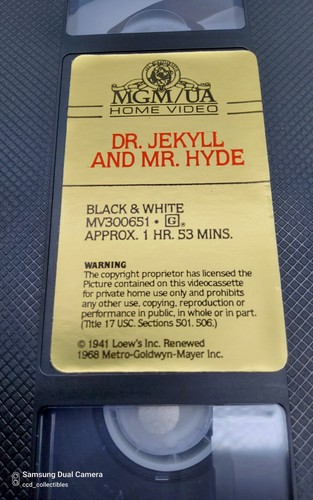 MGM/UA
HOME VIDEO
DR. JEKYLL
AND MR. HYDE
BLACK & WHITE
MV300651 • G
APPROX. 1 HR. 53 MINS.
WARNING
The copyright proprietor has licensed the
Picture contained on this videocassette
for private home use only and prohibits
any other use, copying, reproduction or
performance in public, in whole or in part.
(Title 17 USC. Sections 501. 506.)
© 1941 Loew's Inc. Renewed
1968 Metro-Goldwyn-Mayer Inc.
Samsung Dual Camera
ccd_collectibles